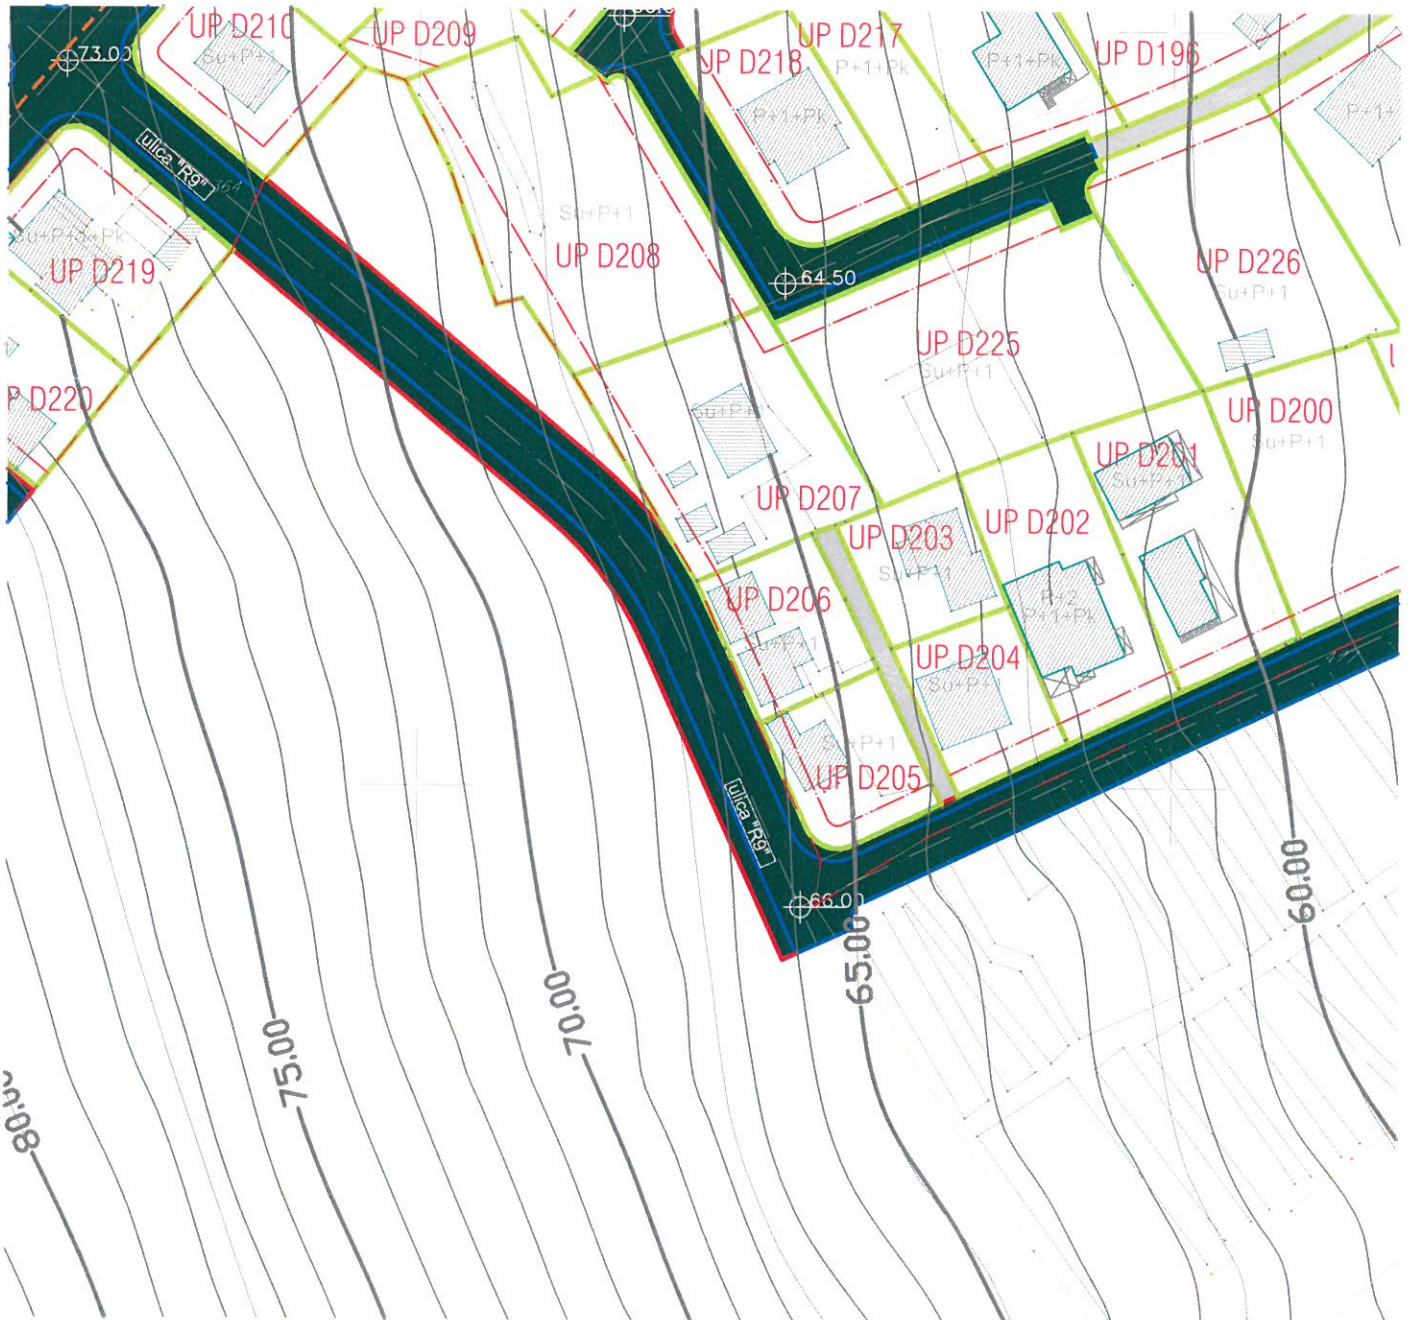 UP D210
Su+P+1
UP D209
73.00
UP D218
UP D217
P+1+Pk
P+1+Pk
P+1+Pk
UP D196
P+1+
ulica "R9"
364
Su+P+1+Pk
UP D219
Su+P+1
UP D208
64.50
UP D226
Su+P+1
UP D225
Su+P+1
P D220
Su+P+1
UP D207
UP D200
Su+P+1
UP D201
Su+P+1
UP D202
UP D203
Su+P+1
UP D206
Su+P+1
P+2
P+1+Pk
UP D204
Su+P+1
Su+P+1
UP D205
ulica "R9"
66.00
65.00
60.00
70.00
75.00
80.00